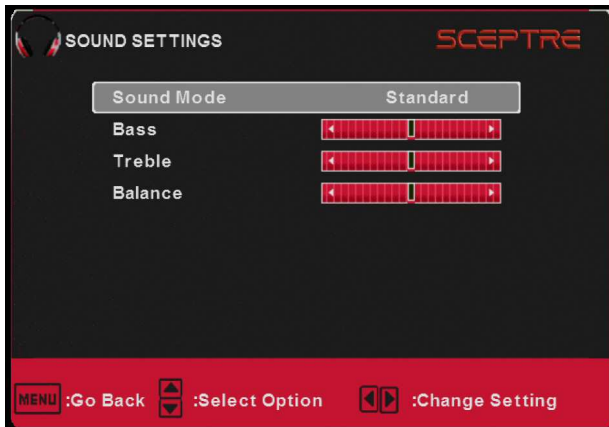 SOUND SETTINGS
SCEPTRE
Sound Mode Standard
Bass
Treble
Balance
MENU :Go Back :Select Option :Change Setting